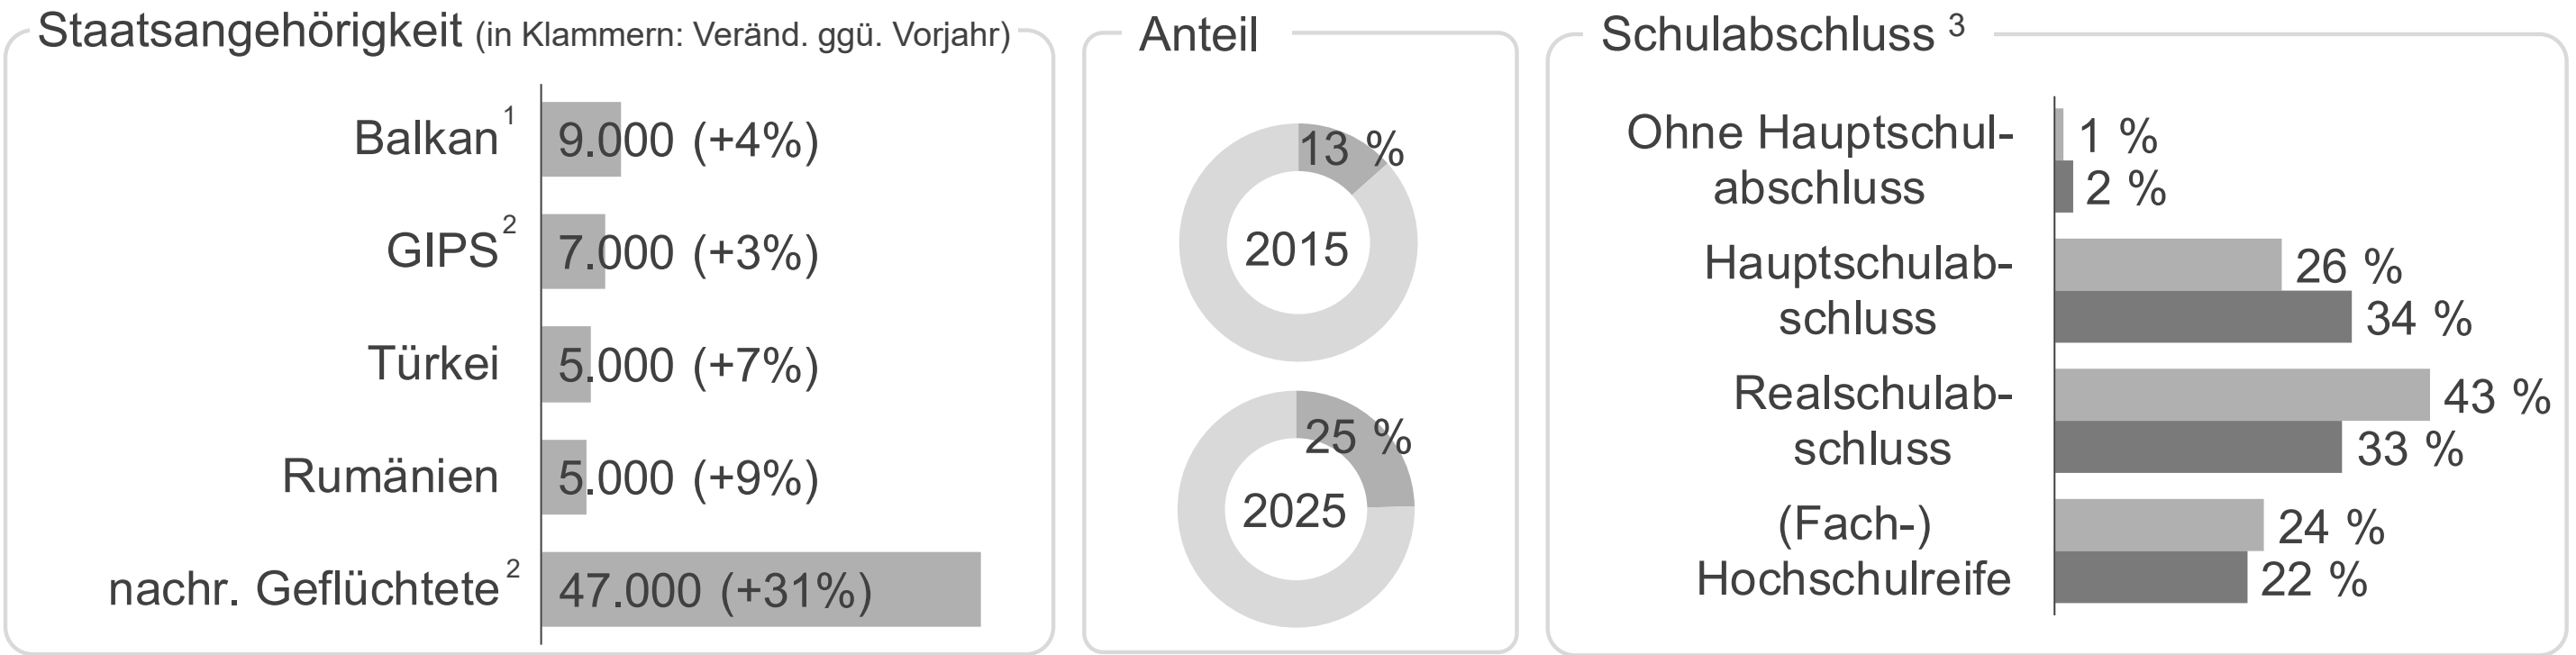 Staatsangehörigkeit (in Klammern: Veränd. ggü. Vorjahr)
Balkan¹ 9.000 (+4%)
GIPS² 7.000 (+3%)
Türkei 5.000 (+7%)
Rumänien 5.000 (+9%)
nachr. Geflüchtete² 47.000 (+31%)
Anteil
13 %
2015
25 %
2025
Schulabschluss ³
Ohne Hauptschul-
abschluss
1 %
2 %
Hauptschulab-
schluss
26 %
34 %
Realschulab-
schluss
43 %
33 %
(Fach-)
Hochschulreife
24 %
22 %